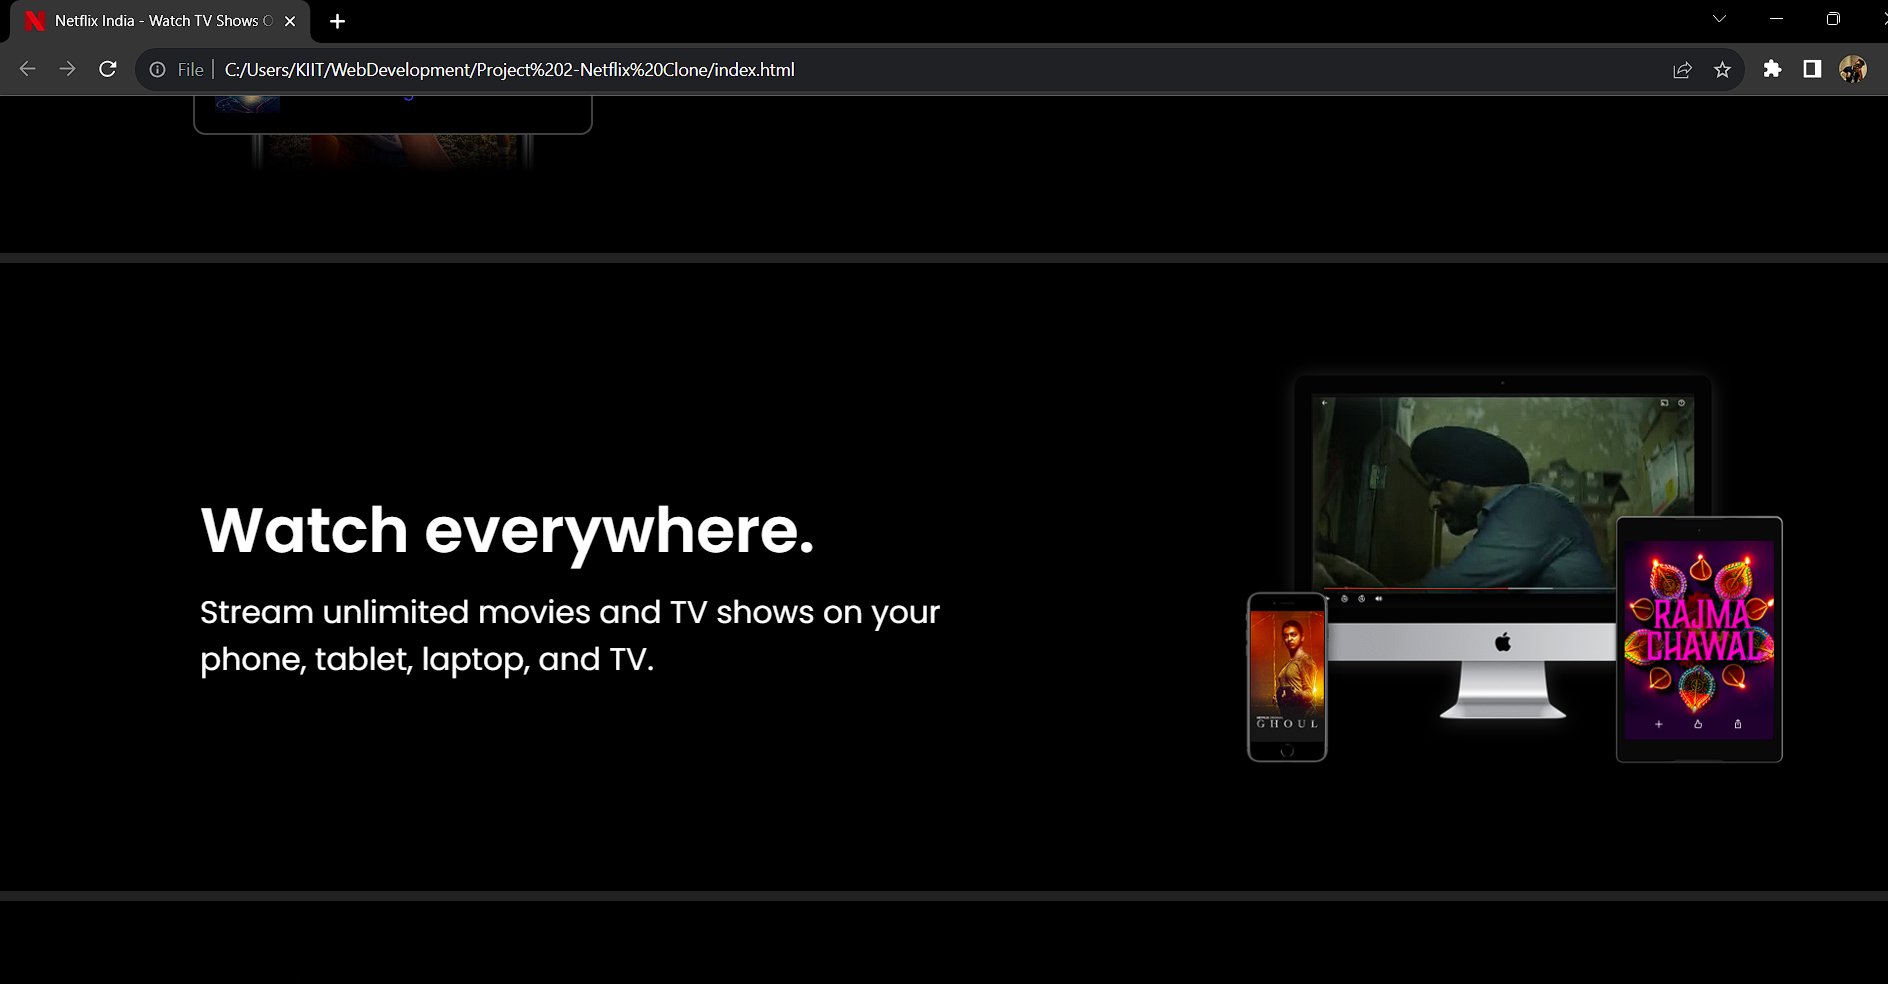 Netflix India - Watch TV Shows O
File
C:/Users/KIIT/WebDevelopment/Project%202-Netflix%20Clone/index.html
Watch everywhere.
Stream unlimited movies and TV shows on your
phone, tablet, laptop, and TV.
RAJMA
CHAWAL
GHOUL